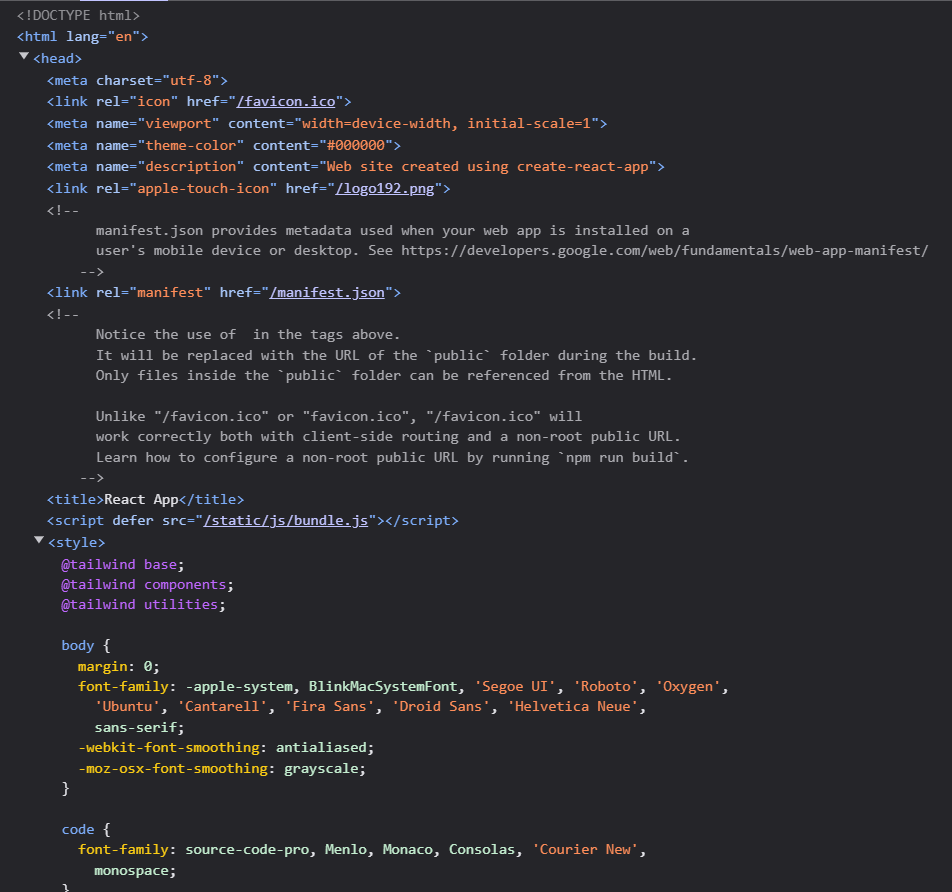 <!DOCTYPE html>
<html lang="en">
<head>
<meta charset="utf-8">
<link rel="icon" href="/favicon.ico">
<meta name="viewport" content="width=device-width, initial-scale=1">
<meta name="theme-color" content="#000000">
<meta name="description" content="Web site created using create-react-app">
<link rel="apple-touch-icon" href="/logo192.png">
<!--
manifest.json provides metadata used when your web app is installed on a
user's mobile device or desktop. See https://developers.google.com/web/fundamentals/web-app-manifest/
-->
<link rel="manifest" href="/manifest.json">
<!--
Notice the use of  in the tags above.
It will be replaced with the URL of the `public` folder during the build.
Only files inside the `public` folder can be referenced from the HTML.

Unlike "/favicon.ico" or "favicon.ico", "/favicon.ico" will
work correctly both with client-side routing and a non-root public URL.
Learn how to configure a non-root public URL by running `npm run build`.
-->
<title>React App</title>
<script defer src="/static/js/bundle.js"></script>
<style>
@tailwind base;
@tailwind components;
@tailwind utilities;

body {
margin: 0;
font-family: -apple-system, BlinkMacSystemFont, 'Segoe UI', 'Roboto', 'Oxygen',
'Ubuntu', 'Cantarell', 'Fira Sans', 'Droid Sans', 'Helvetica Neue',
sans-serif;
-webkit-font-smoothing: antialiased;
-moz-osx-font-smoothing: grayscale;
}

code {
font-family: source-code-pro, Menlo, Monaco, Consolas, 'Courier New',
monospace;
}